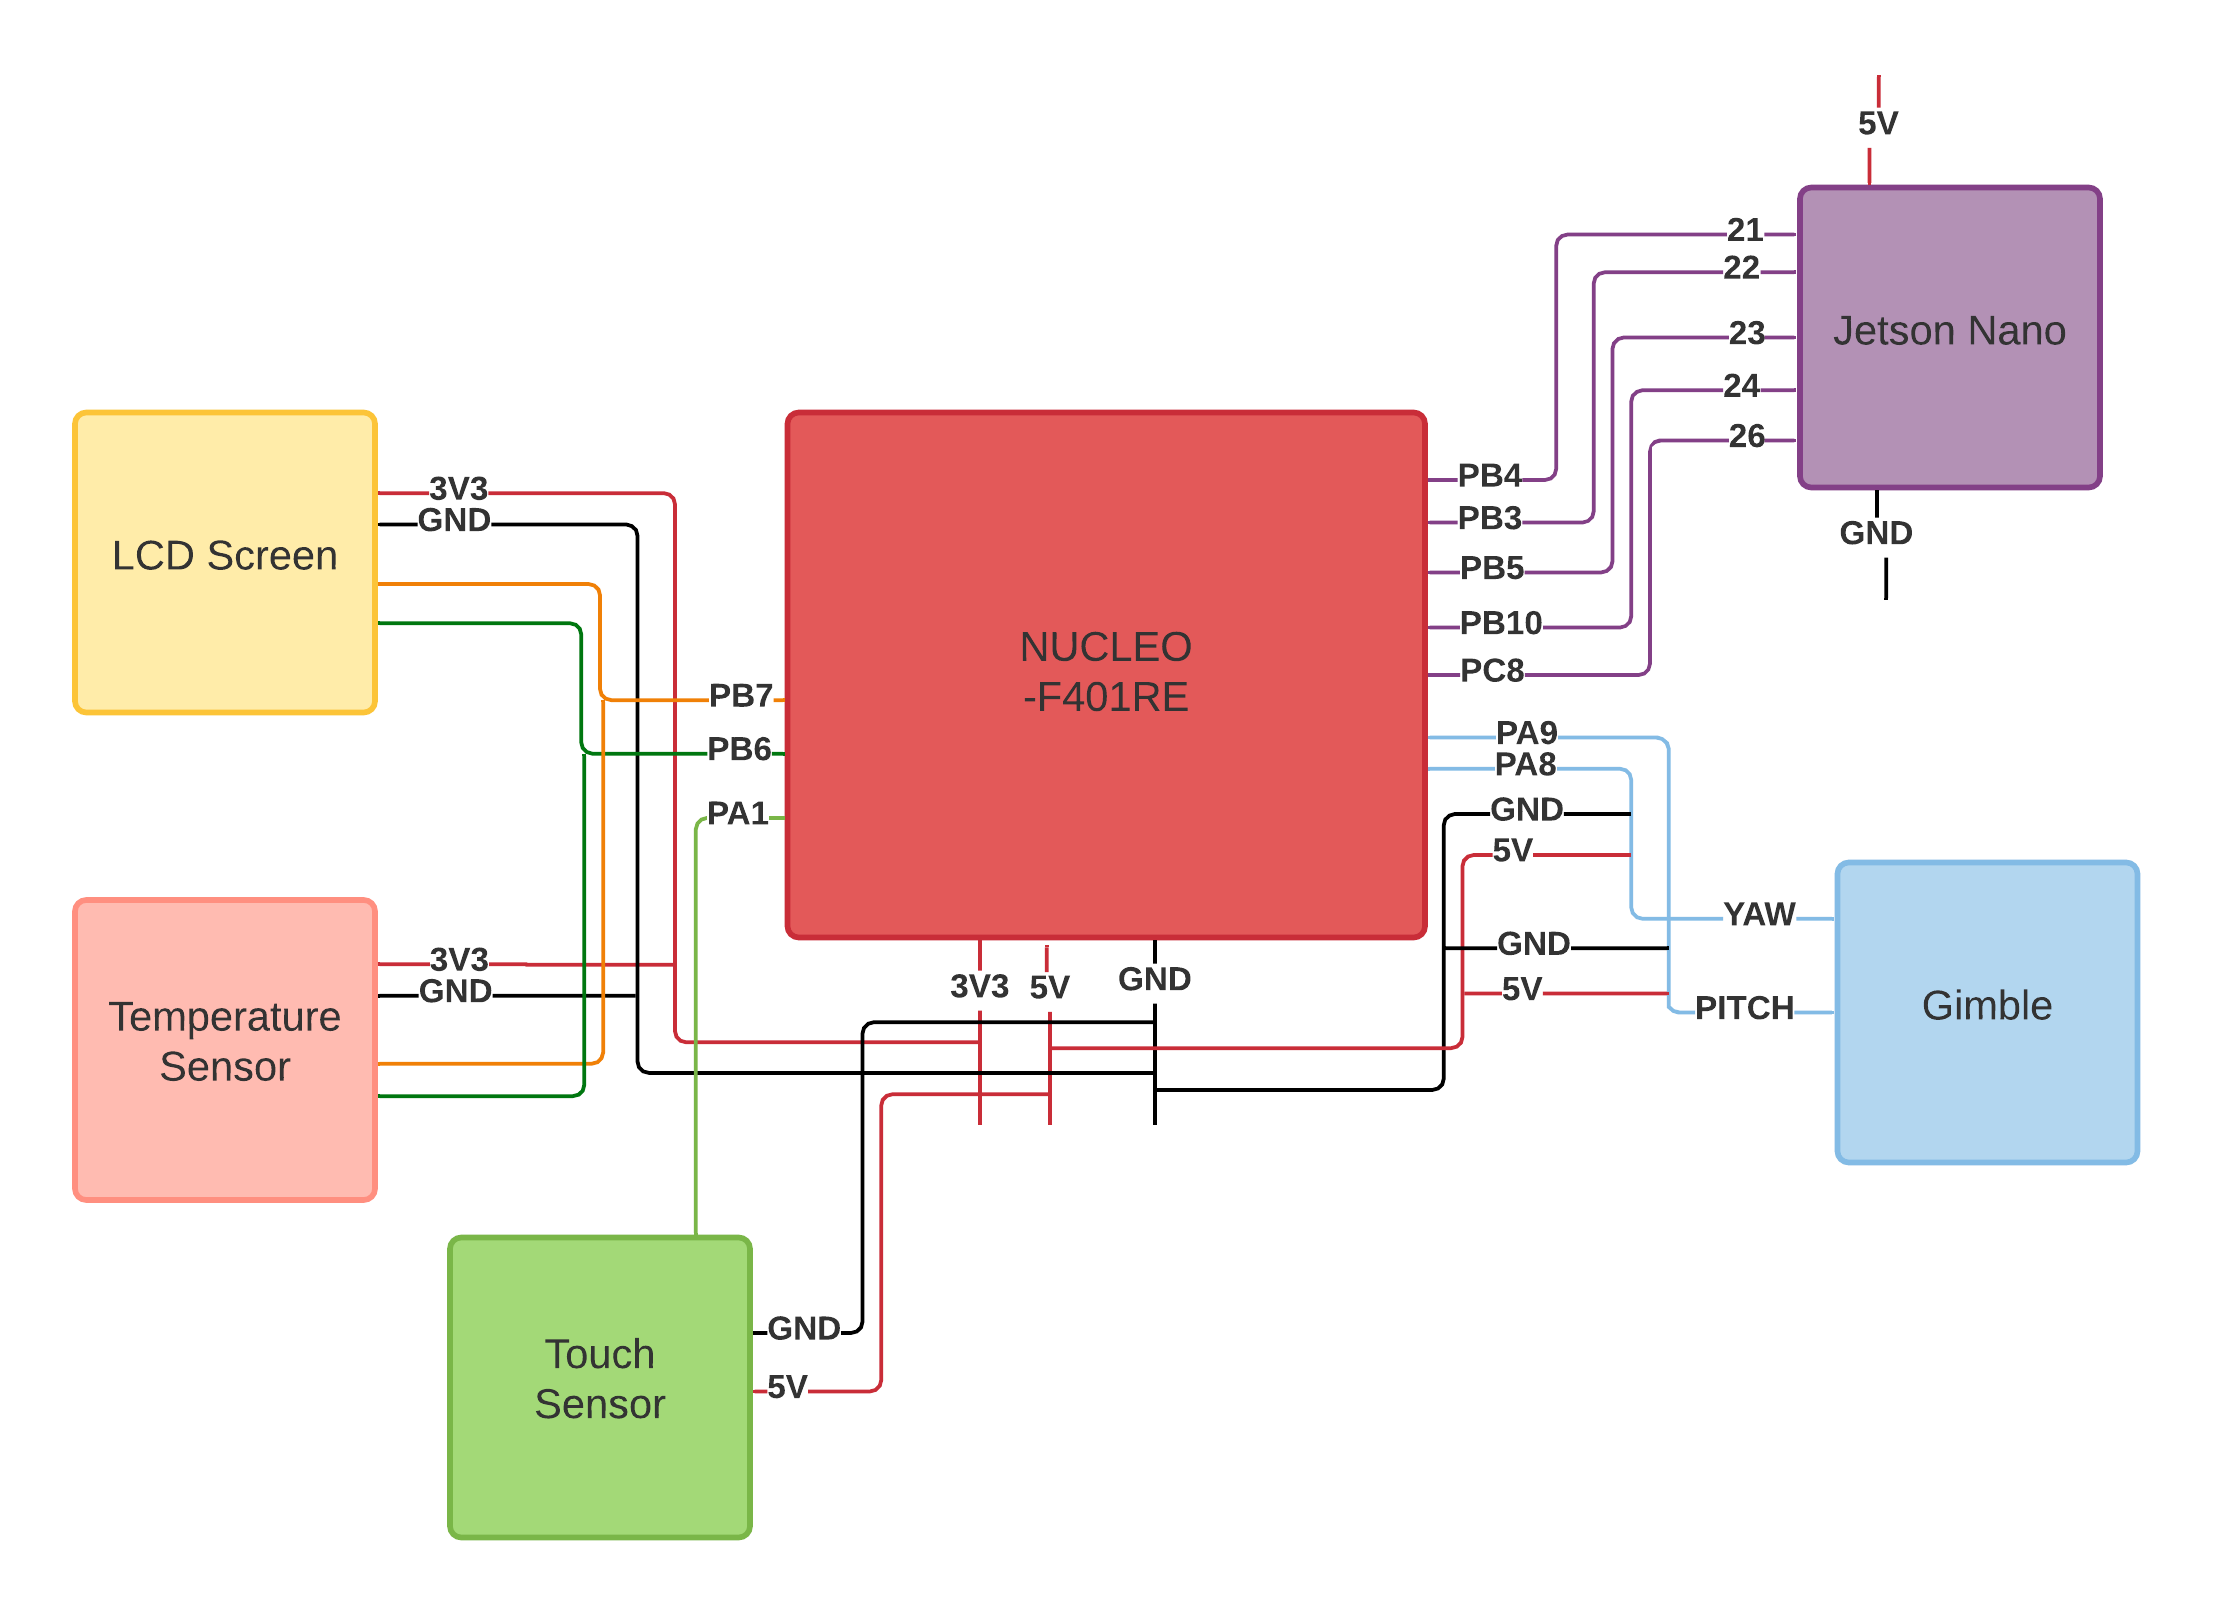 5V
21
22
23
24
26
Jetson Nano
GND
LCD Screen
3V3
GND
NUCLEO
-F401RE
PB7
PB6
PA1
PB4
PB3
PB5
PB10
PC8
PA9
PA8
GND
5V
GND
5V
YAW
PITCH
Gimble
Temperature
Sensor
3V3
GND
3V3
5V
GND
Touch
Sensor
GND
5V